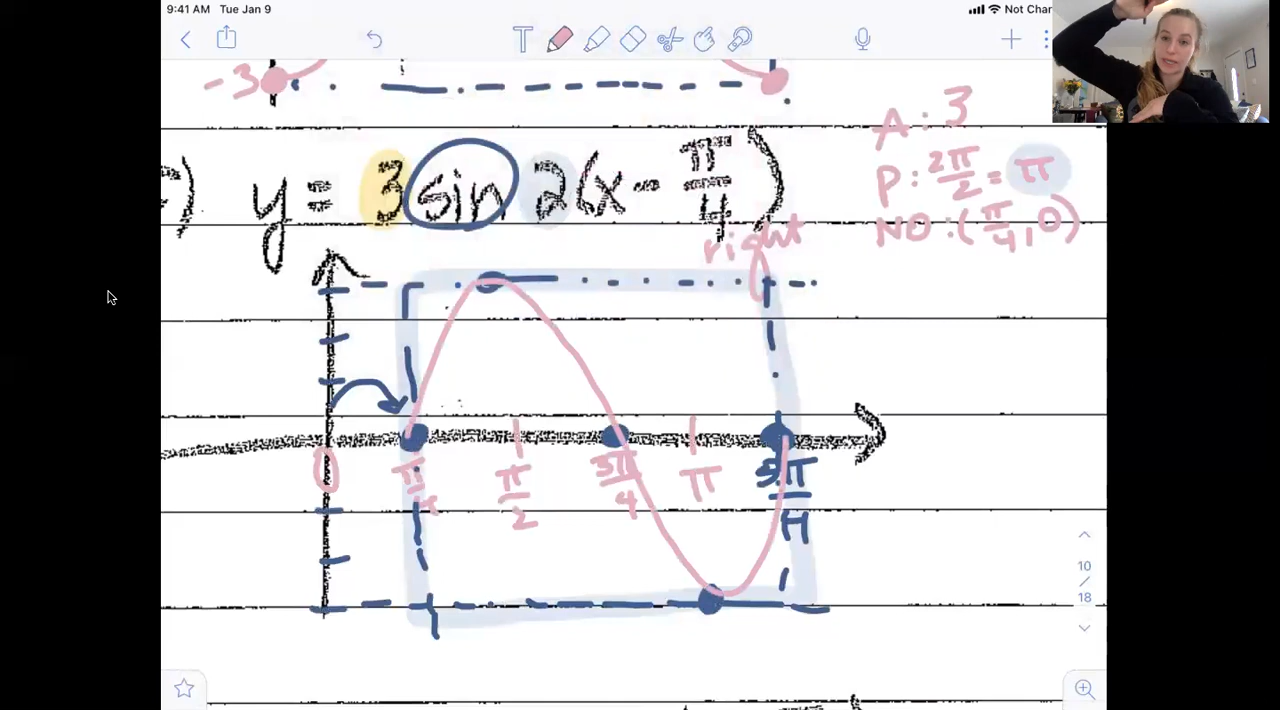 9:41 AM Tue Jan 9
Not Char
-3
A: 3
y = 3 sin 2(x - π/4)
P: 2π/2 = π
NO: (π/4, 0)
right
0
π/4
π/2
3π/4
π
5π/4
10
/
18